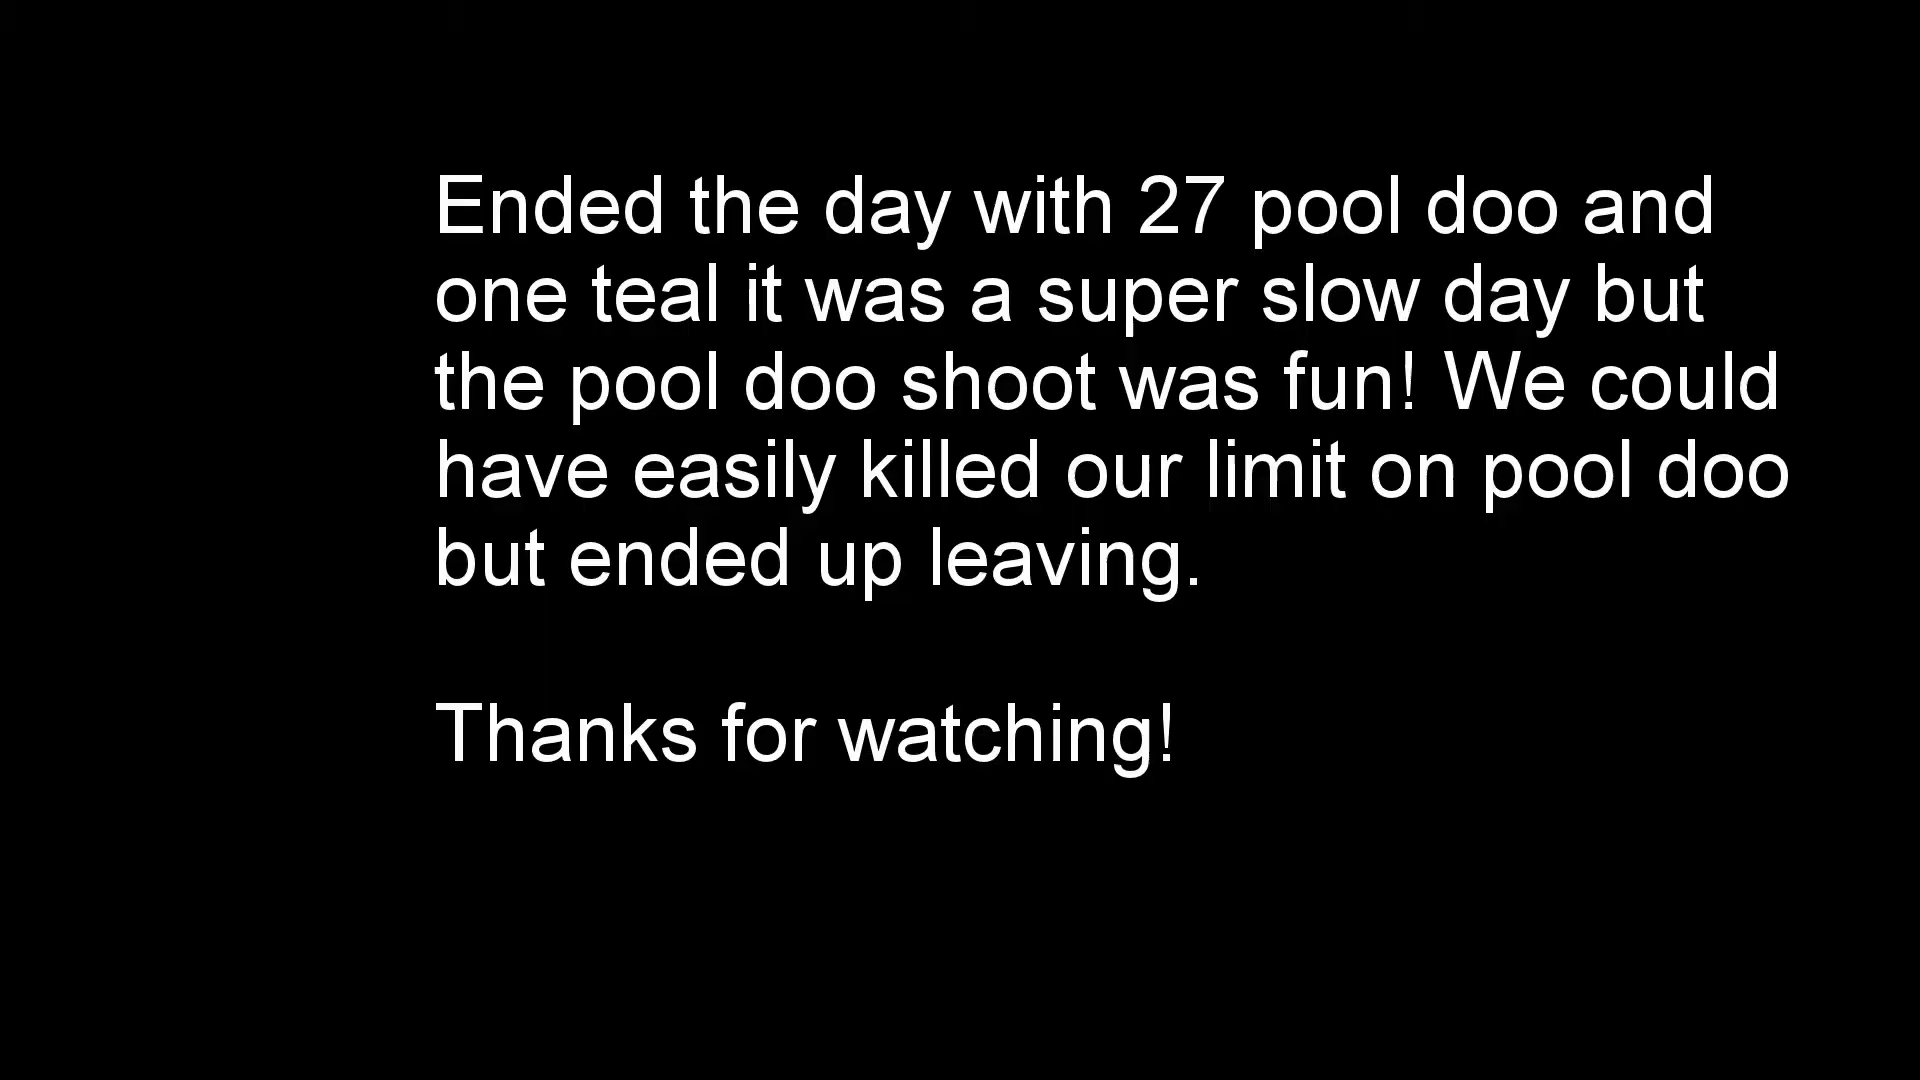 Ended the day with 27 pool doo and
one teal it was a super slow day but
the pool doo shoot was fun! We could
have easily killed our limit on pool doo
but ended up leaving.
Thanks for watching!